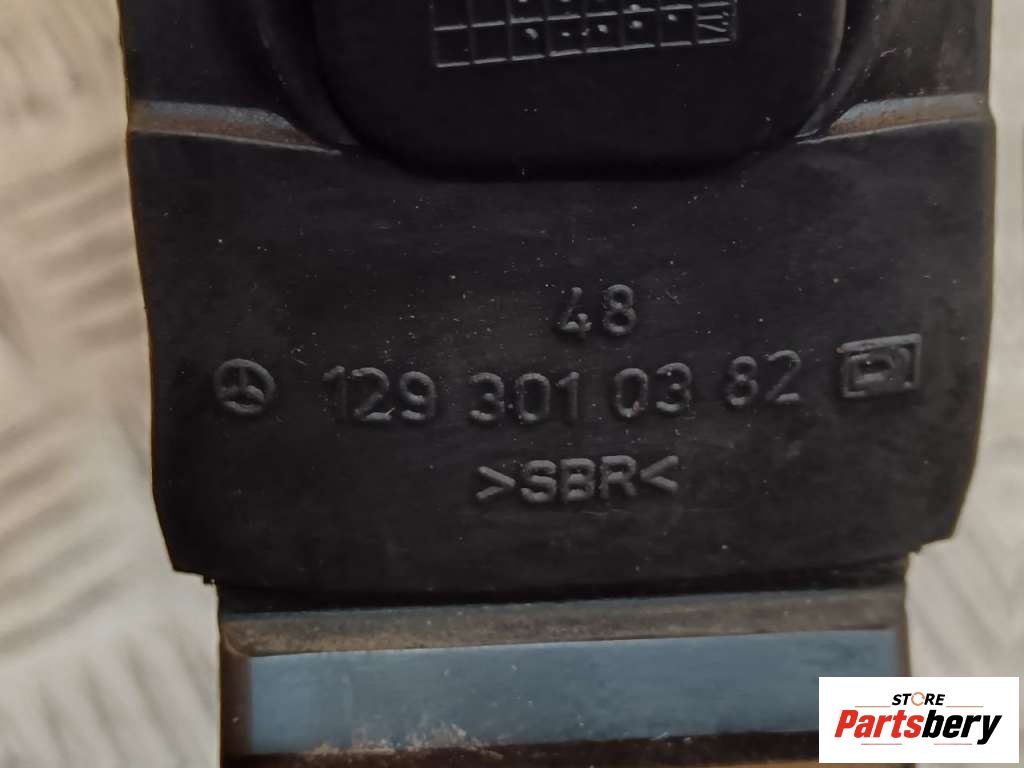 48
129 301 03 82
>SBR<
STORE
Partsbery